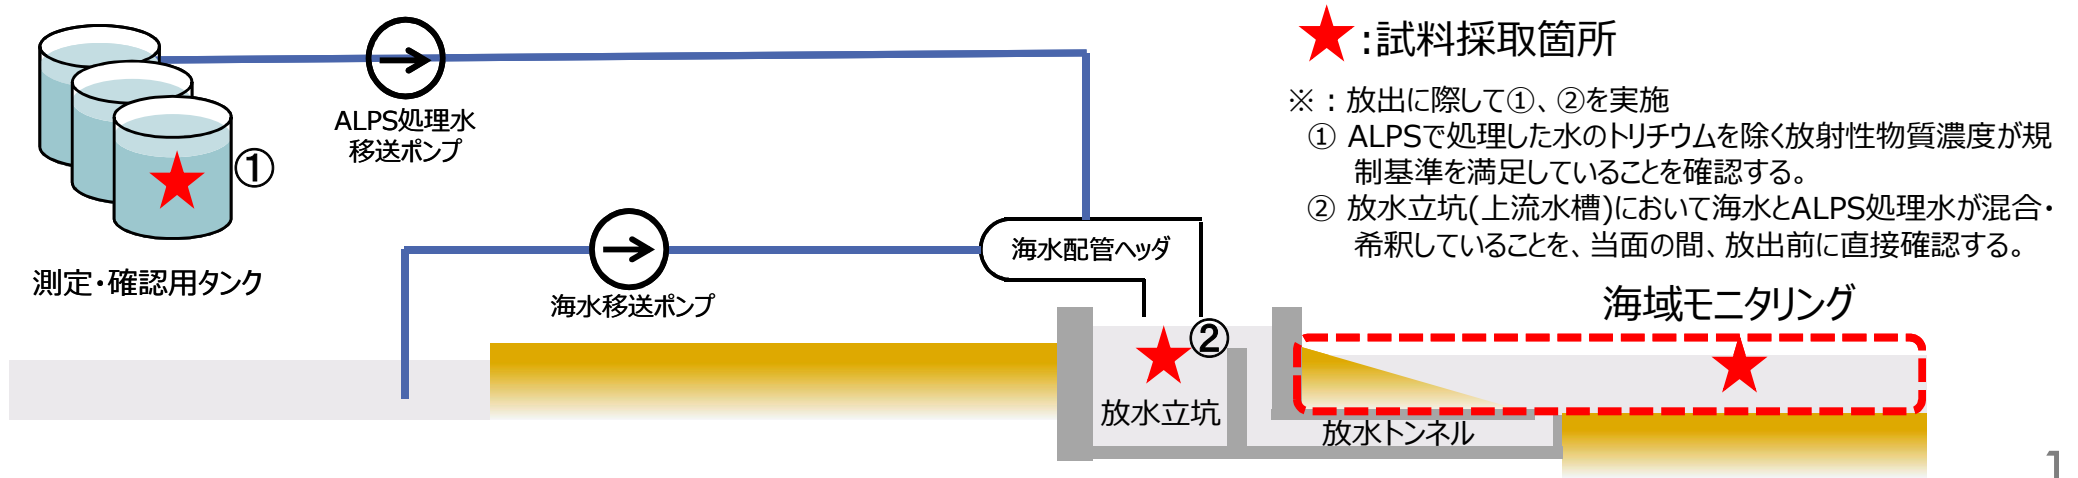 ★:試料採取箇所
※：放出に際して①、②を実施
① ALPSで処理した水のトリチウムを除く放射性物質濃度が規
制基準を満足していることを確認する。
② 放水立坑(上流水槽)において海水とALPS処理水が混合・
希釈していることを、当面の間、放出前に直接確認する。
ALPS処理水
移送ポンプ
①
測定・確認用タンク
海水配管ヘッダ
海水移送ポンプ
海域モニタリング
②
放水立坑
放水トンネル
1